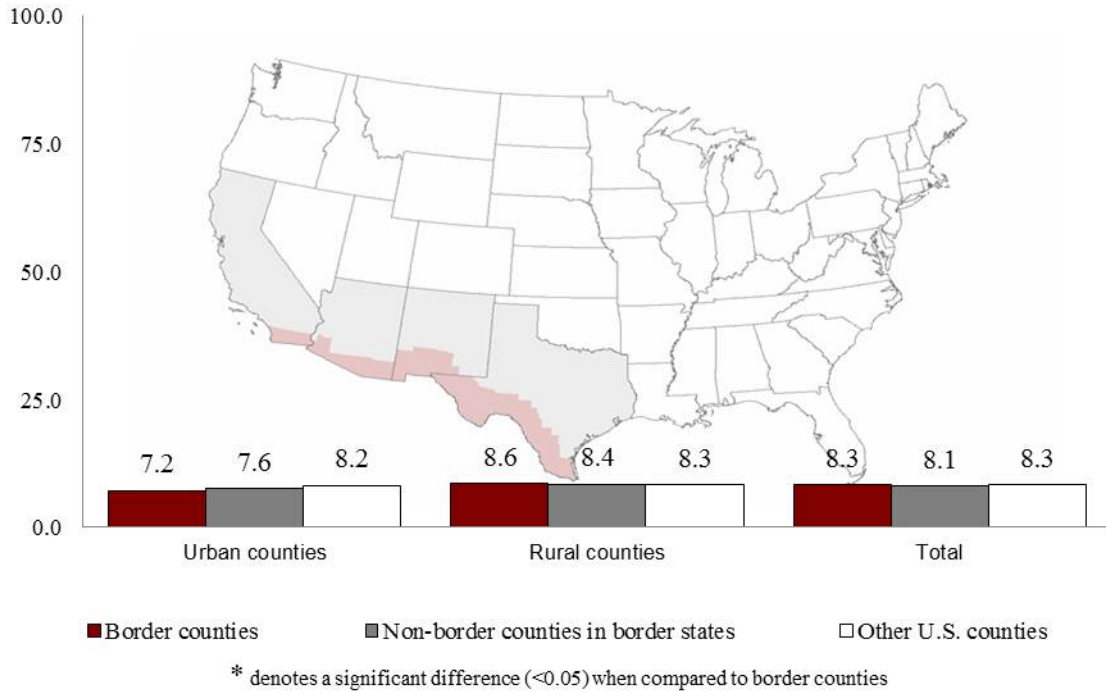 100.0
75.0
50.0
25.0
0.0
7.2 7.6 8.2 8.6 8.4 8.3 8.3 8.1 8.3
Urban counties Rural counties Total
Border counties Non-border counties in border states Other U.S. counties
* denotes a significant difference (<0.05) when compared to border counties